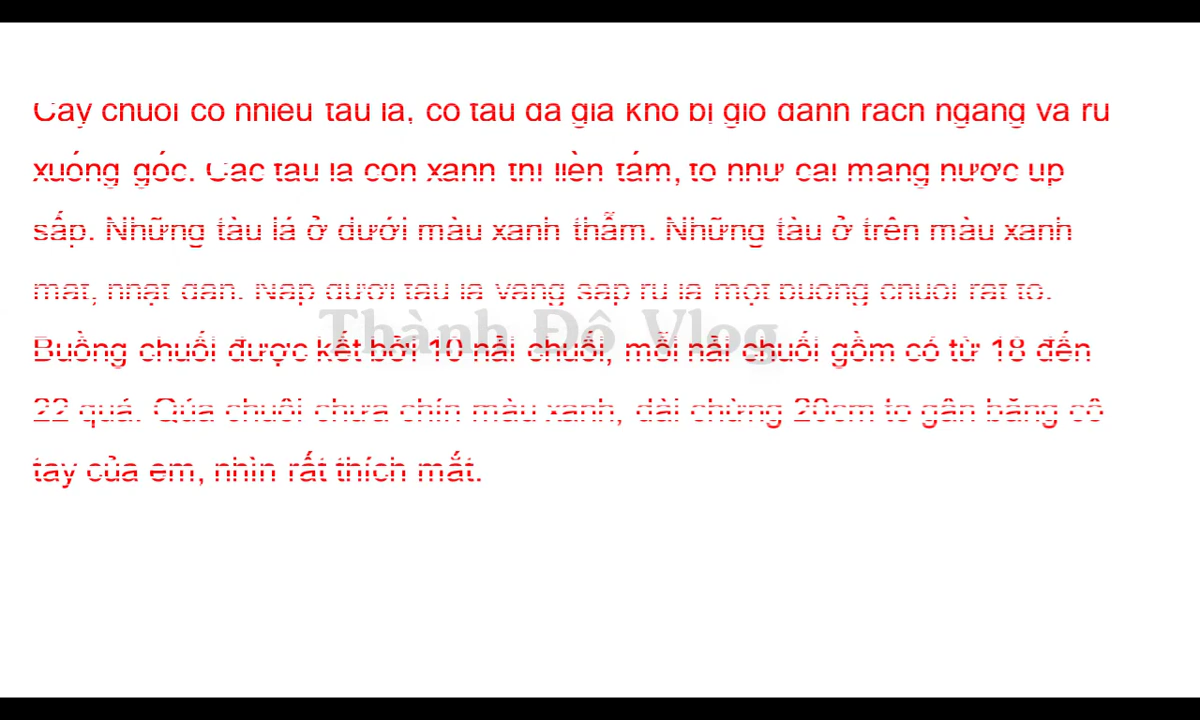 Cây chuối có nhiều tàu lá, có tàu đã già khô bị gió đánh rách ngang và rũ
xuống gốc. Các tàu lá còn xanh thì liền tấm, to như cái máng nước úp
sấp. Những tàu lá ở dưới màu xanh thẫm. Những tàu ở trên màu xanh
mát, nhạt dần. Nấp dưới tàu lá vàng sắp rũ là một buồng chuối rất to.
Buồng chuối được kết bởi 10 nải chuối, mỗi nải chuối gồm có từ 18 đến
22 quả. Qủa chuối chưa chín màu xanh, dài chừng 20cm to gần bằng cổ
tay của em, nhìn rất thích mắt.
Thành Đô Vlog